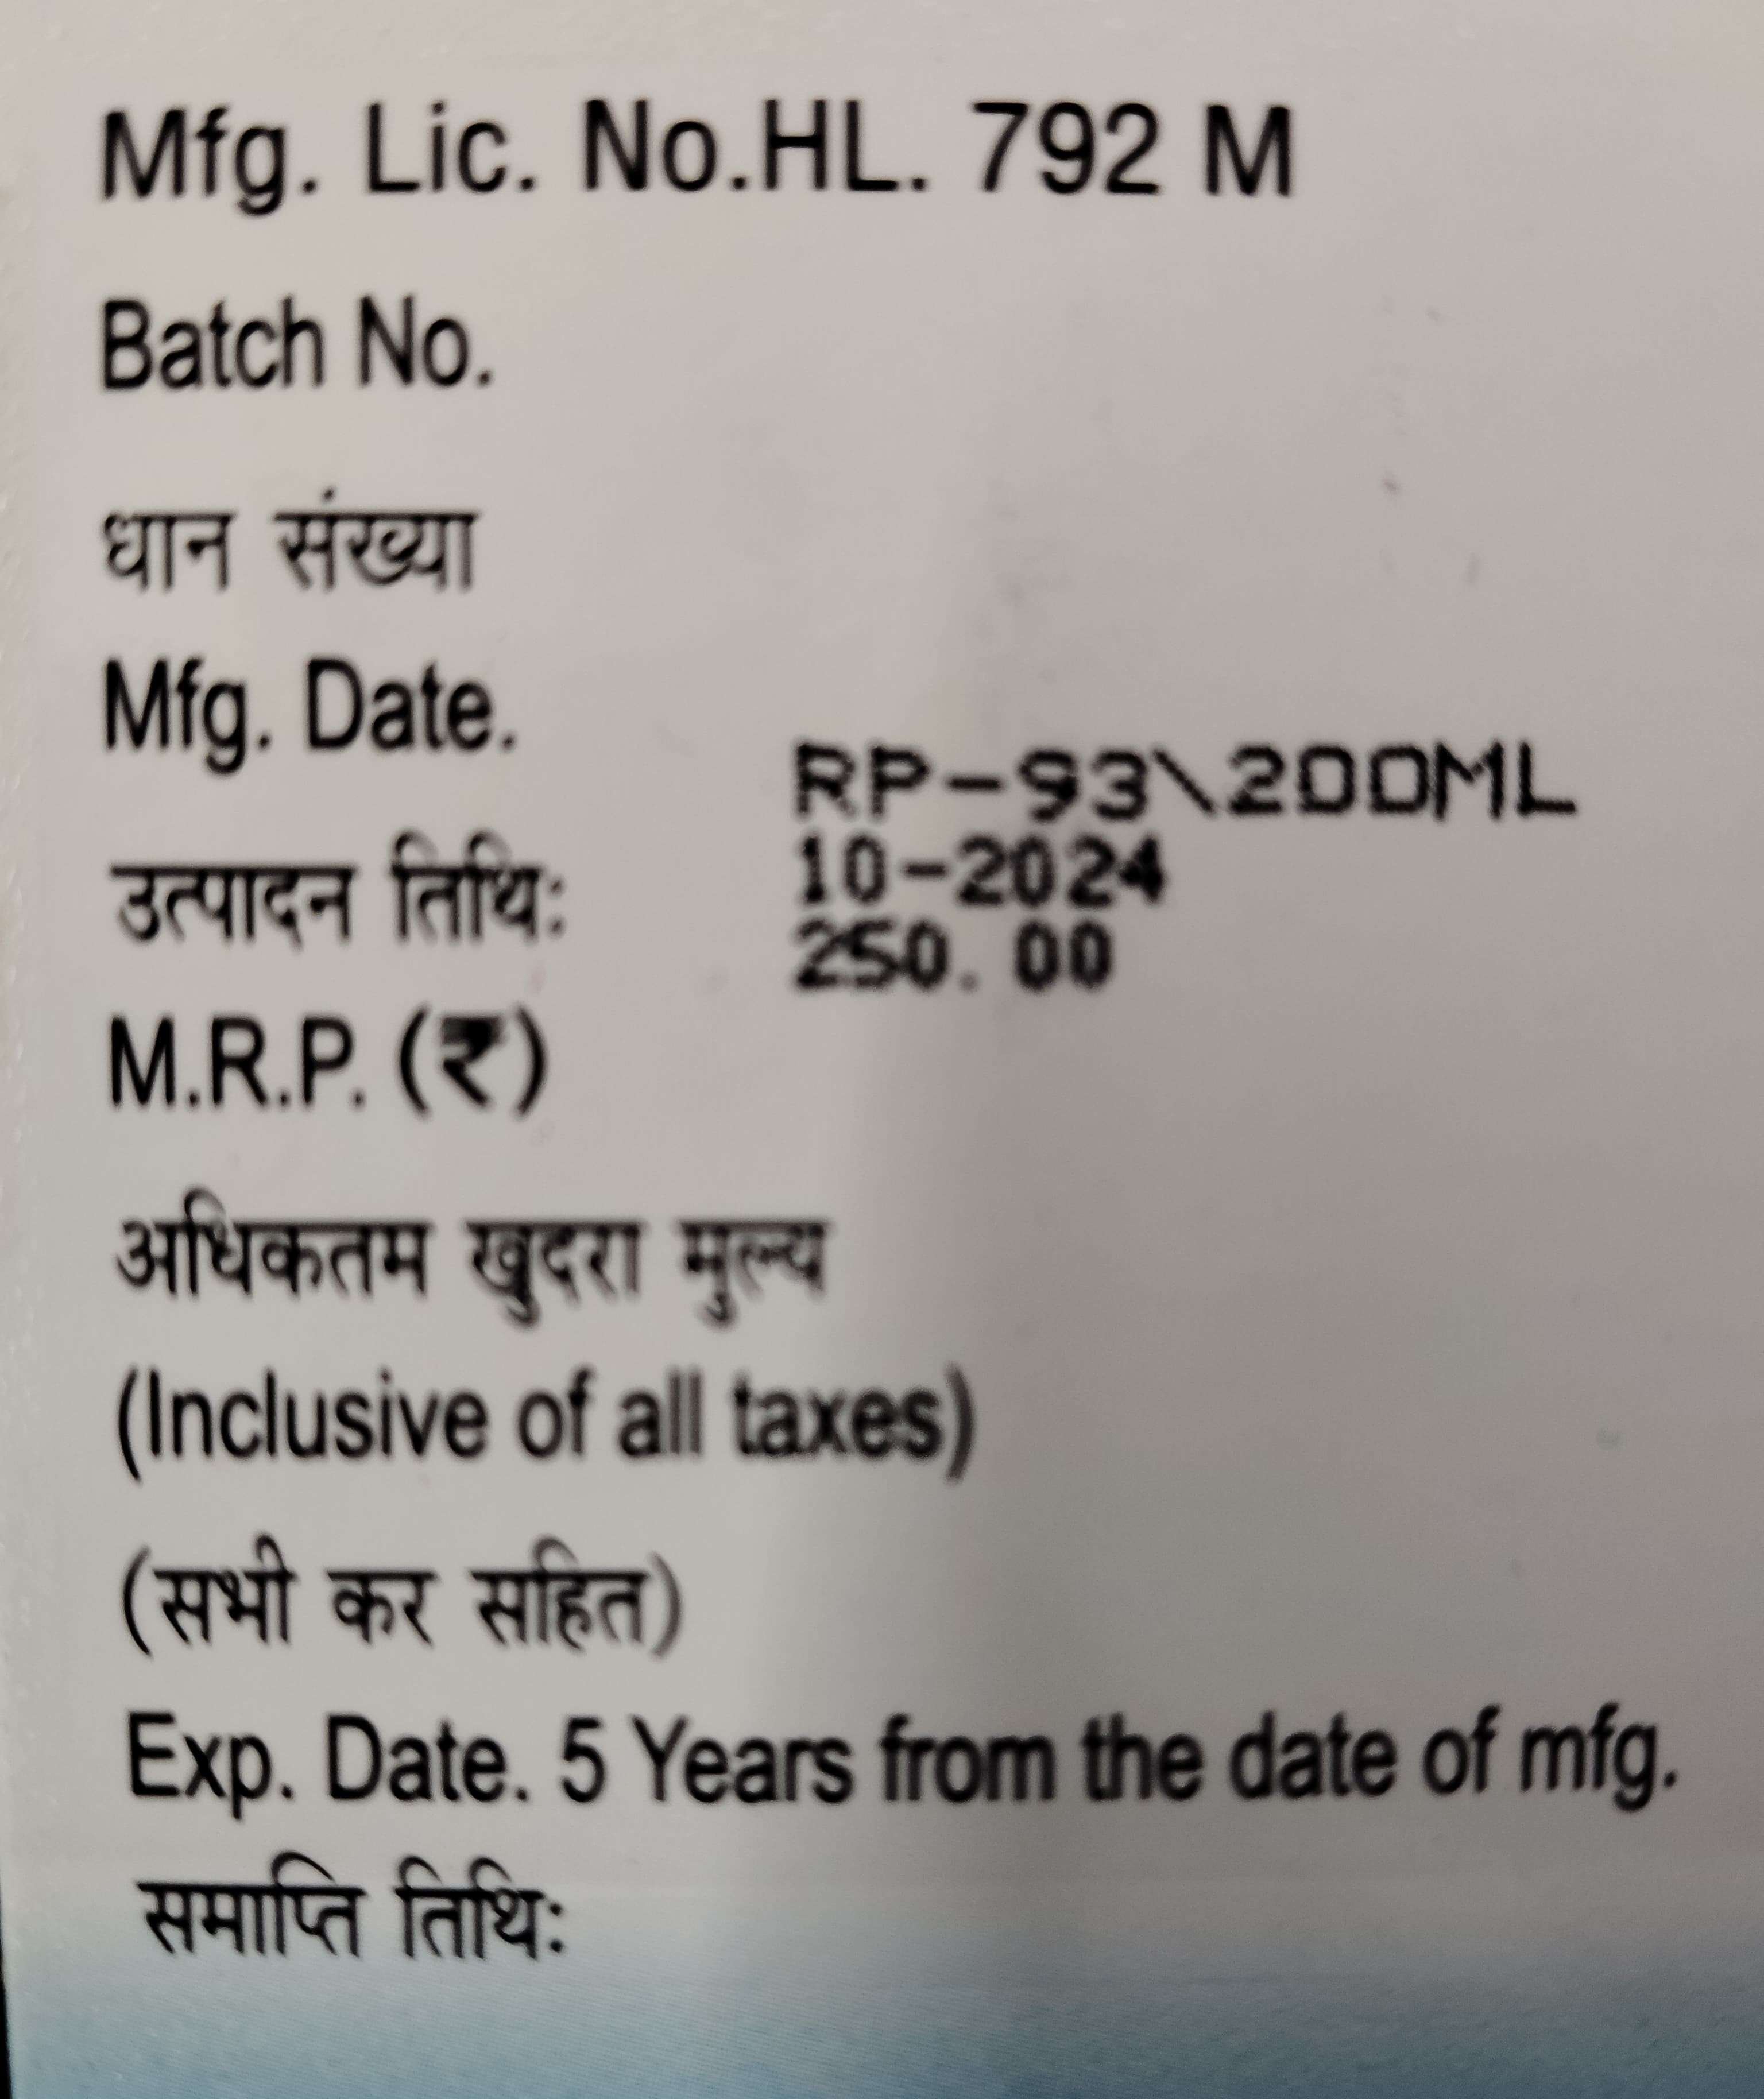 Mfg. Lic. No.HL. 792 M
Batch No.
धान संख्या
Mfg. Date.
RP-93\200ML
उत्पादन तिथिः
10-2024
250.00
M.R.P. (₹)
अधिकतम खुदरा मुल्य
(Inclusive of all taxes)
(सभी कर सहित)
Exp. Date. 5 Years from the date of mfg.
समाप्ति तिथिः